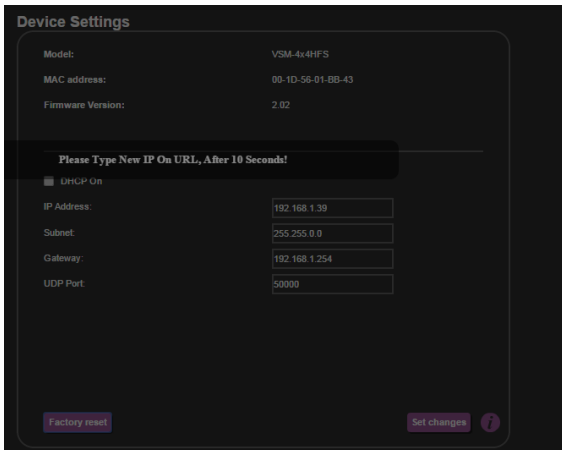 Device Settings
Model: VSM-4x4HFS
MAC address: 00-1D-56-01-BB-43
Firmware Version: 2.02
Please Type New IP On URL, After 10 Seconds!
DHCP On
IP Address: 192.168.1.39
Subnet: 255.255.0.0
Gateway: 192.168.1.254
UDP Port: 50000
Factory reset Set changes i